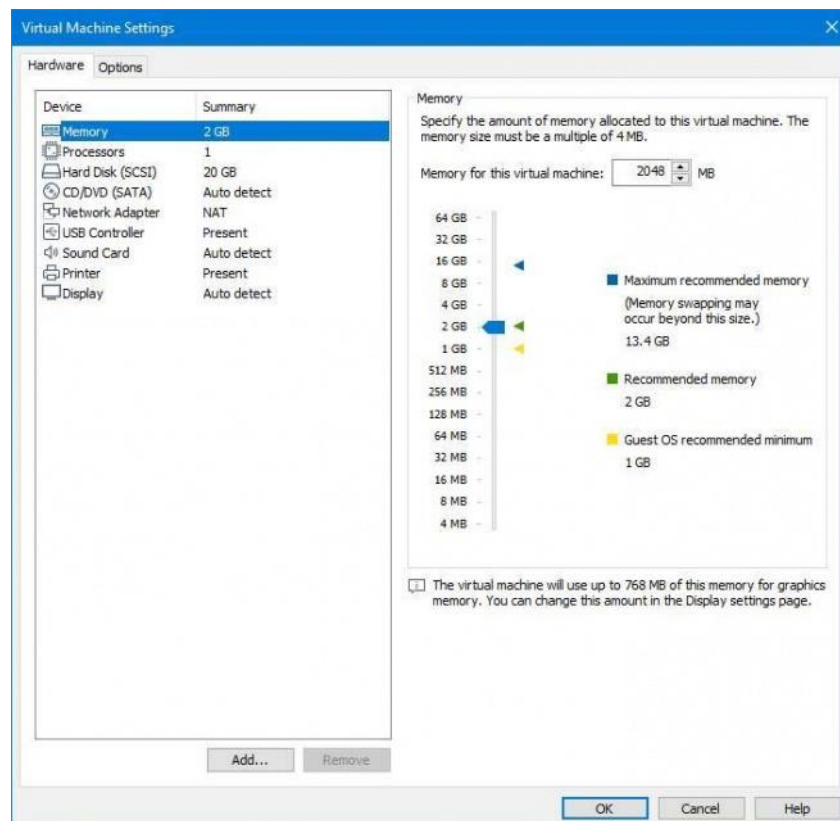 Virtual Machine Settings
Hardware Options
Device Summary
Memory 2 GB
Processors 1
Hard Disk (SCSI) 20 GB
CD/DVD (SATA) Auto detect
Network Adapter NAT
USB Controller Present
Sound Card Auto detect
Printer Present
Display Auto detect
Add... Remove
Memory
Specify the amount of memory allocated to this virtual machine. The
memory size must be a multiple of 4 MB.
Memory for this virtual machine: 2048 MB
64 GB
32 GB
16 GB
8 GB
4 GB
2 GB
1 GB
512 MB
256 MB
128 MB
64 MB
32 MB
16 MB
8 MB
4 MB
Maximum recommended memory
(Memory swapping may
occur beyond this size.)
13.4 GB
Recommended memory
2 GB
Guest OS recommended minimum
1 GB
The virtual machine will use up to 768 MB of this memory for graphics
memory. You can change this amount in the Display settings page.
OK Cancel Help